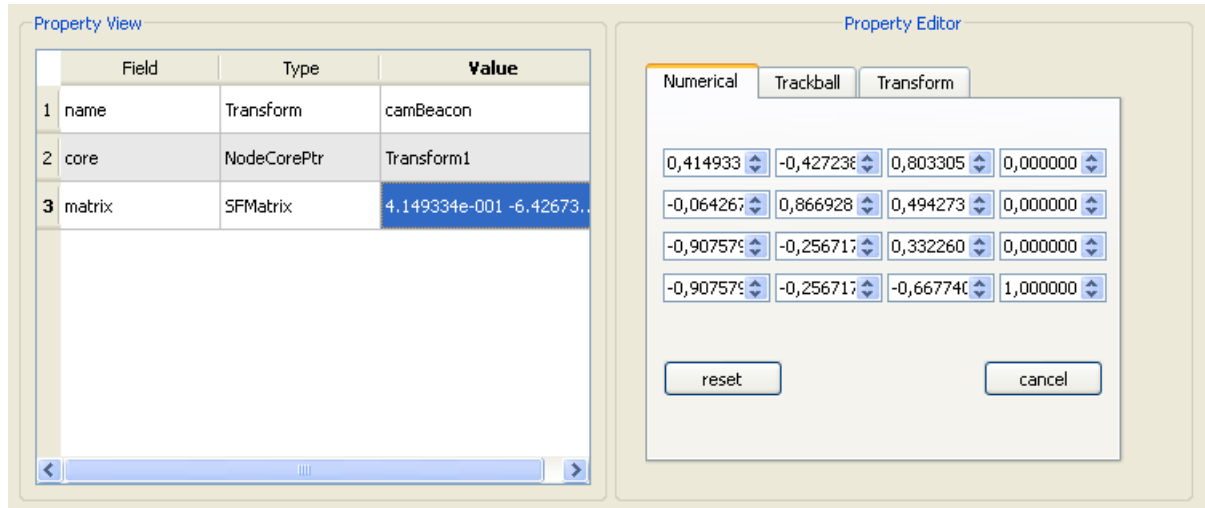 Property View
Field Type Value
1 name Transform camBeacon
2 core NodeCorePtr Transform1
3 matrix SFMatrix 4.149334e-001 -6.42673..
Property Editor
Numerical Trackball Transform
0,414933 -0,427238 0,803305 0,000000
-0,064267 0,866928 0,494273 0,000000
-0,907579 -0,256717 0,332260 0,000000
-0,907579 -0,256717 -0,667740 1,000000
reset cancel